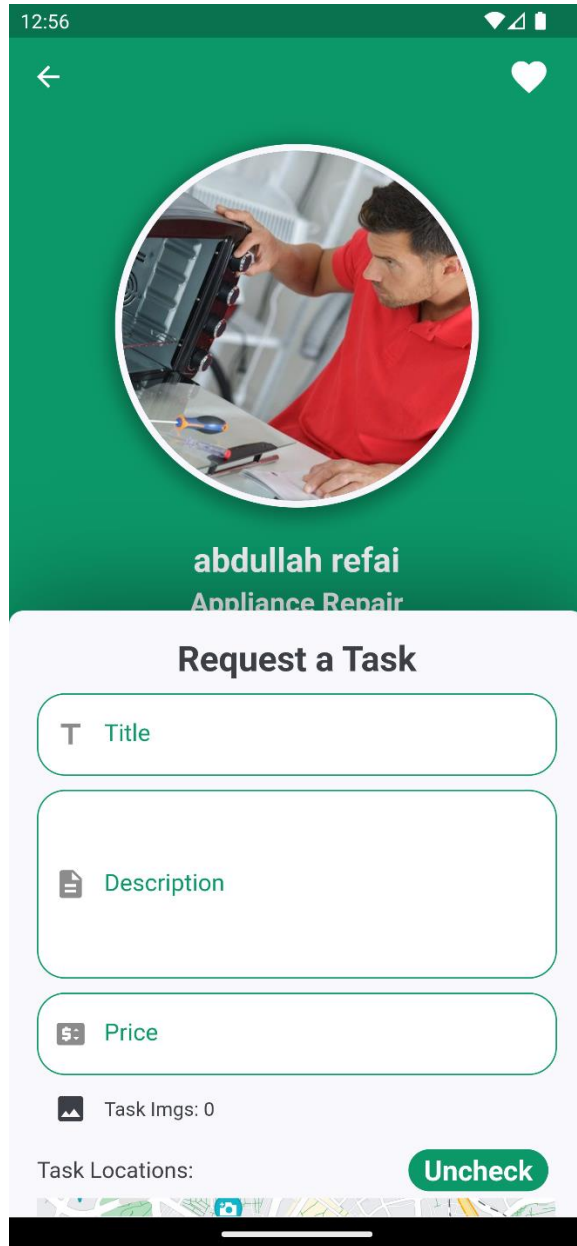 12:56
abdullah refai
Appliance Repair
Request a Task
Title
Description
Price
Task Imgs: 0
Task Locations:
Uncheck